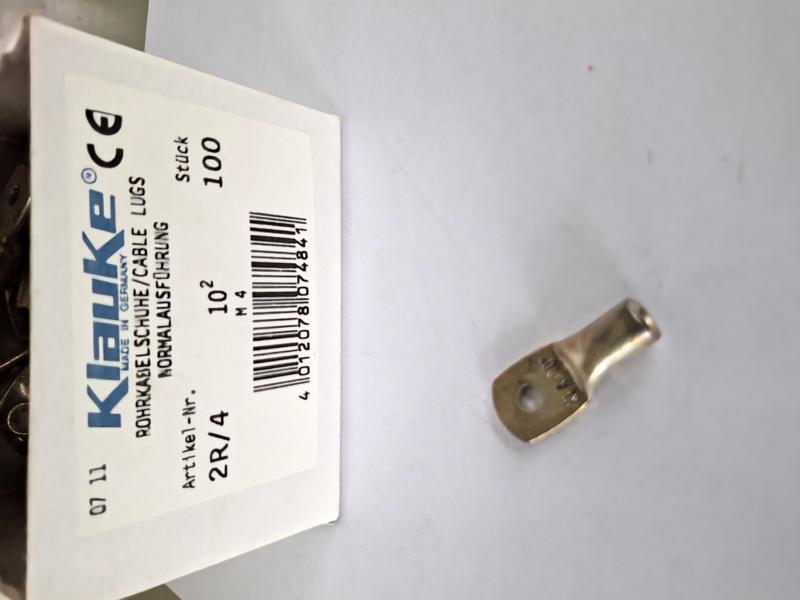 07 11
Klauke® CE
MADE IN GERMANY
ROHRKABELSCHUHE/CABLE LUGS
NORMALAUSFÜHRUNG
Artikel-Nr. Stück
2R/4 10² 100
M 4
4 012078 074841